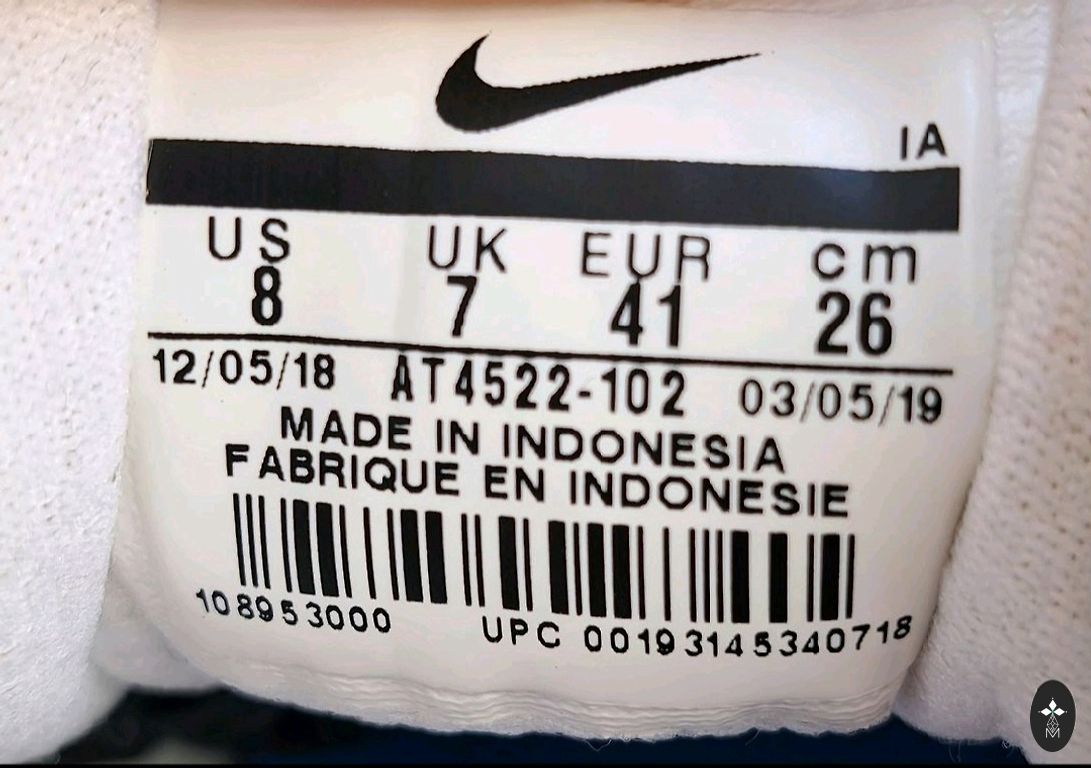 IA
US UK EUR cm
8 7 41 26
12/05/18 AT4522-102 03/05/19
MADE IN INDONESIA
FABRIQUE EN INDONESIE
108953000 UPC 00193145340718